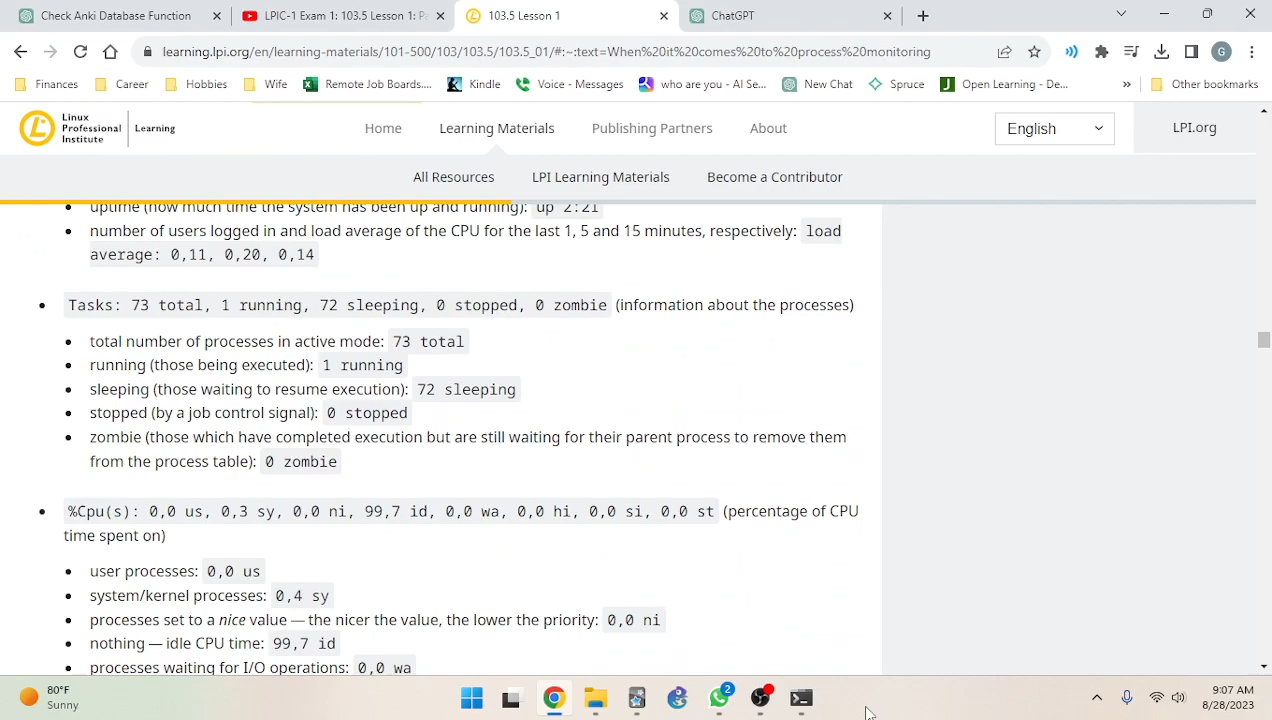 Check Anki Database Function
LPIC-1 Exam 1: 103.5 Lesson 1: P
103.5 Lesson 1
ChatGPT
learning.lpi.org/en/learning-materials/101-500/103/103.5/103.5_01/#:~:text=When%20it%20comes%20to%20process%20monitoring
G
Finances
Career
Hobbies
Wife
Remote Job Boards....
Kindle
Voice - Messages
who are you - AI Se...
New Chat
Spruce
Open Learning - De...
»
Other bookmarks
Linux
Professional
Institute
Learning
Home
Learning Materials
Publishing Partners
About
English
LPI.org
All Resources
LPI Learning Materials
Become a Contributor
uptime (how much time the system has been up and running): up 2:21
number of users logged in and load average of the CPU for the last 1, 5 and 15 minutes, respectively: load
average: 0,11, 0,20, 0,14
Tasks: 73 total, 1 running, 72 sleeping, 0 stopped, 0 zombie (information about the processes)
total number of processes in active mode: 73 total
running (those being executed): 1 running
sleeping (those waiting to resume execution): 72 sleeping
stopped (by a job control signal): 0 stopped
zombie (those which have completed execution but are still waiting for their parent process to remove them
from the process table): 0 zombie
%Cpu(s): 0,0 us, 0,3 sy, 0,0 ni, 99,7 id, 0,0 wa, 0,0 hi, 0,0 si, 0,0 st (percentage of CPU
time spent on)
user processes: 0,0 us
system/kernel processes: 0,4 sy
processes set to a nice value — the nicer the value, the lower the priority: 0,0 ni
nothing — idle CPU time: 99,7 id
processes waiting for I/O operations: 0,0 wa
80°F
Sunny
2
9:07 AM
8/28/2023